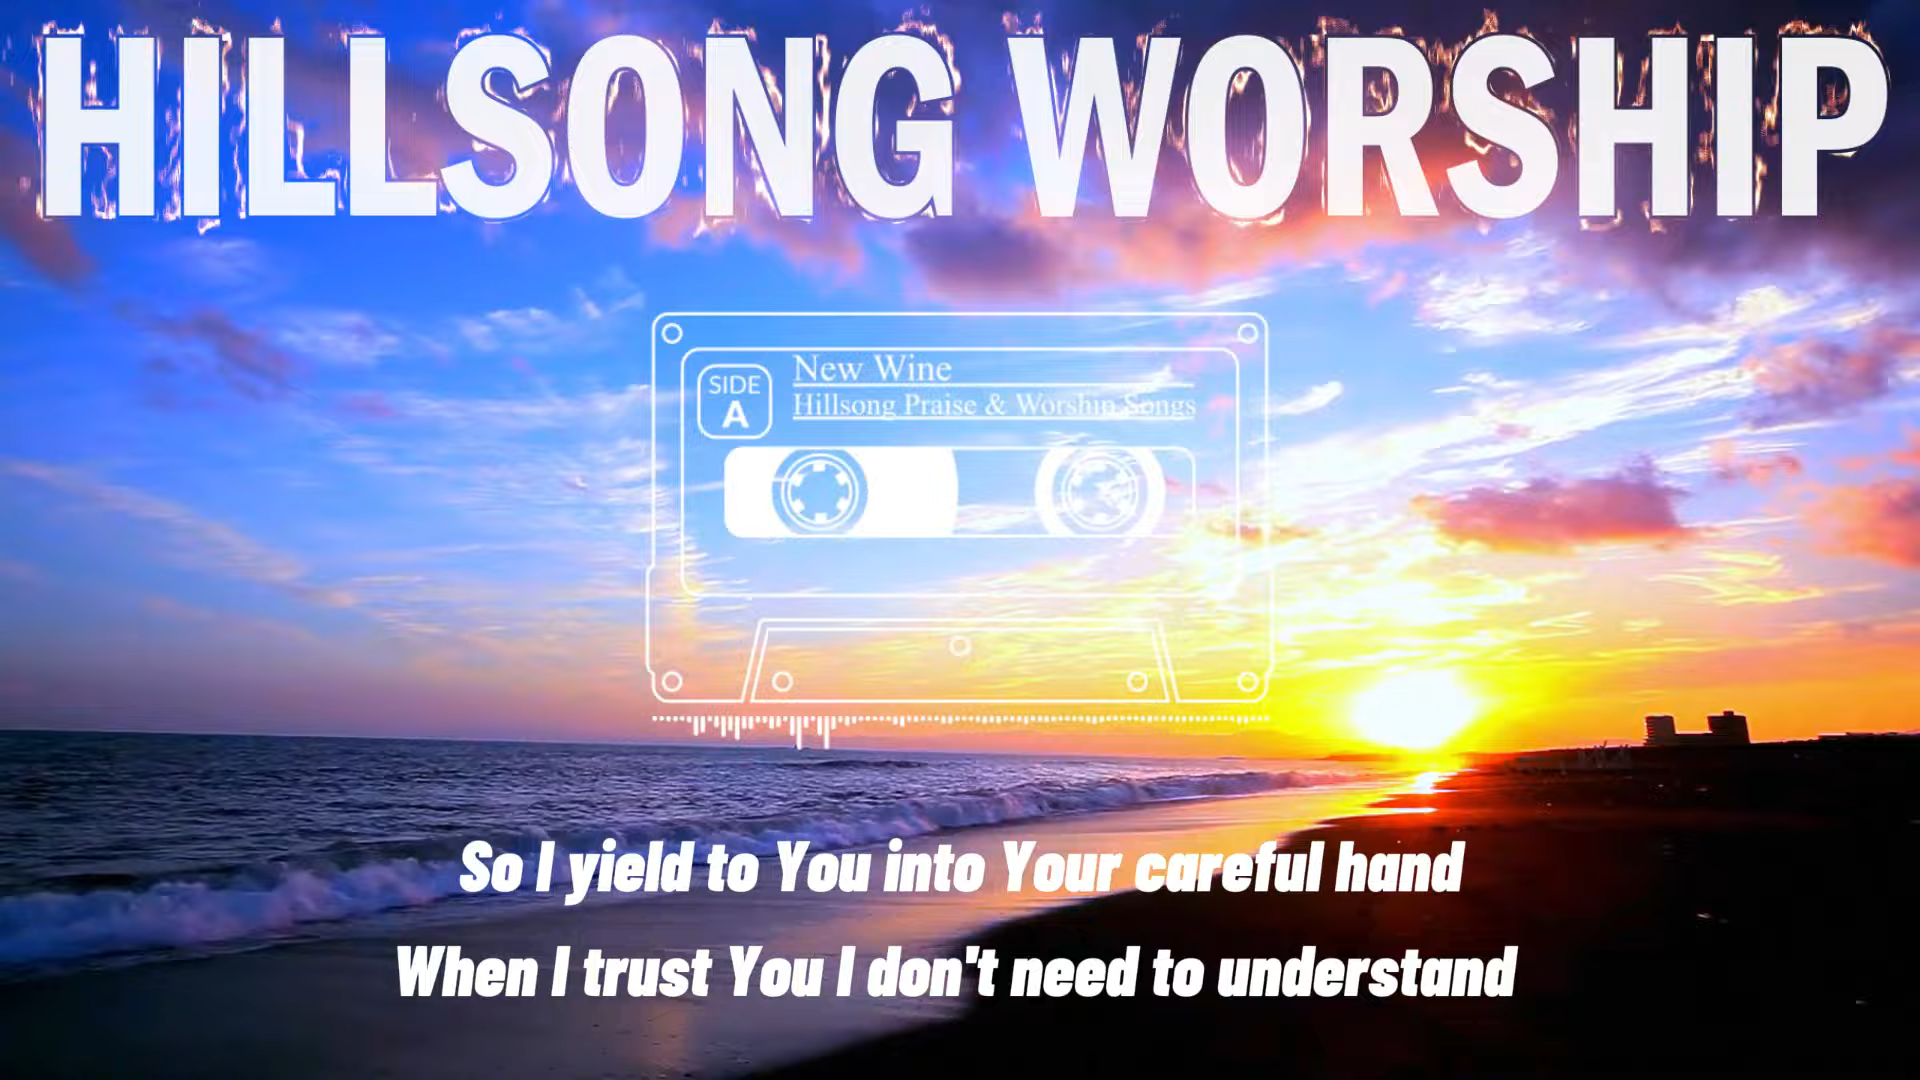 HILLSONG WORSHIP
SIDE
A
New Wine
Hillsong Praise & Worship Songs
So I yield to You into Your careful hand
When I trust You I don't need to understand